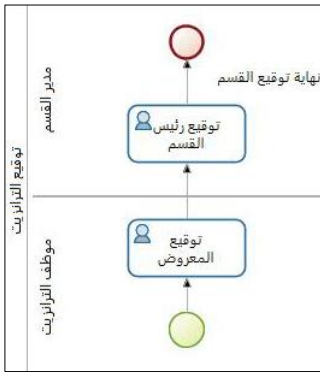 توقيع الترانزيت
مدير القسم
نهاية توقيع القسم
توقيع رئيس
القسم
موظف الترانزيت
توقيع
المعروض